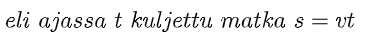 eli ajassa t kuljettu matka s = vt